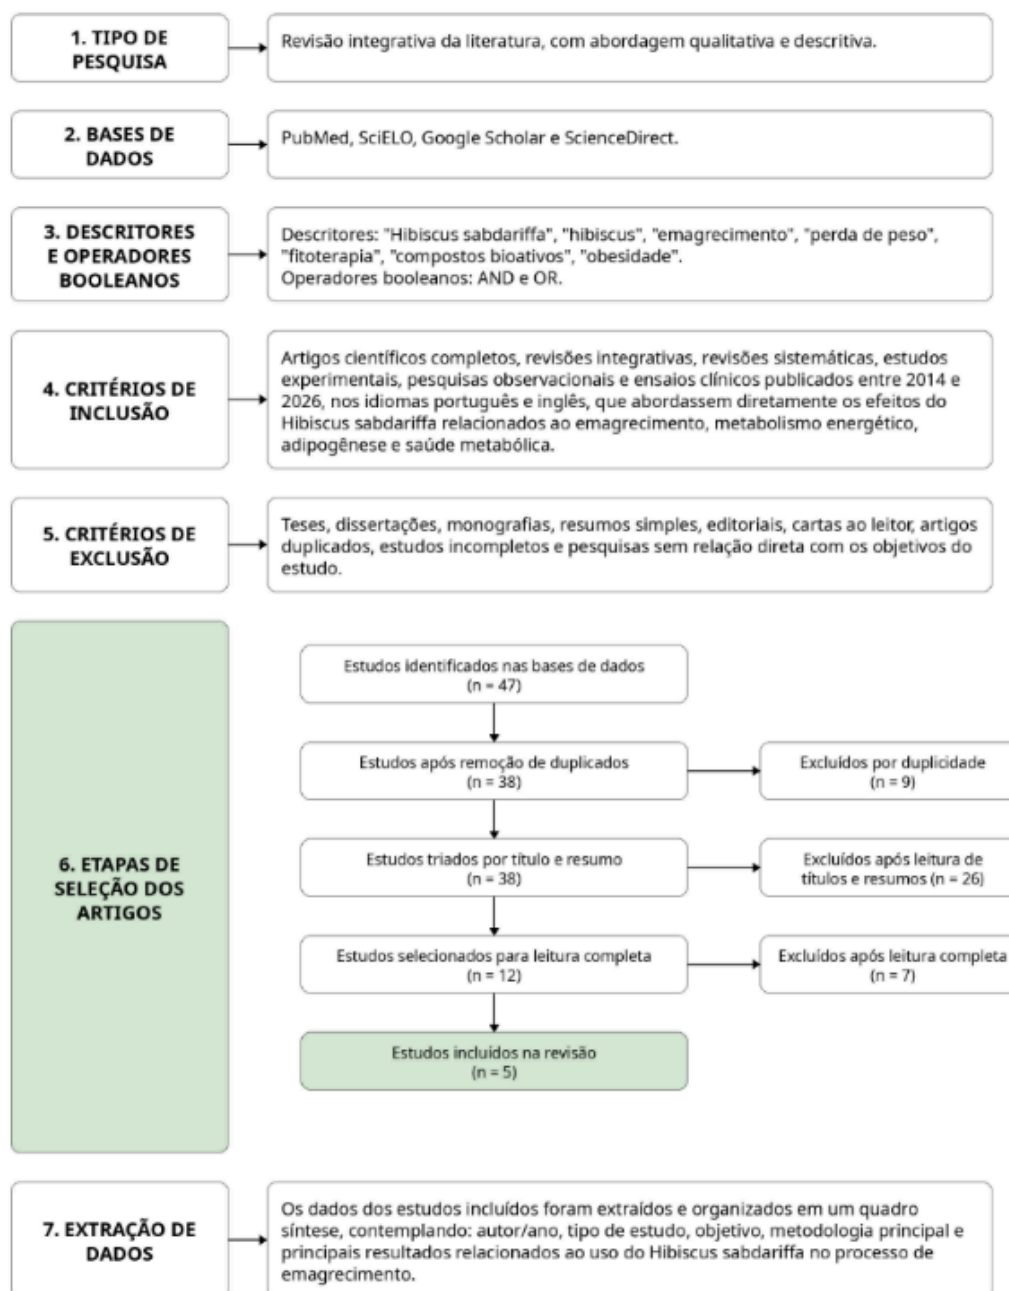 1. TIPO DE
PESQUISA
Revisão integrativa da literatura, com abordagem qualitativa e descritiva.
2. BASES DE
DADOS
PubMed, SciELO, Google Scholar e ScienceDirect.
3. DESCRITORES
E OPERADORES
BOOLEANOS
Descritores: "Hibiscus sabdariffa", "hibiscus", "emagrecimento", "perda de peso",
"fitoterapia", "compostos bioativos", "obesidade".
Operadores booleanos: AND e OR.
4. CRITÉRIOS DE
INCLUSÃO
Artigos científicos completos, revisões integrativas, revisões sistemáticas, estudos
experimentais, pesquisas observacionais e ensaios clínicos publicados entre 2014 e
2026, nos idiomas português e inglês, que abordassem diretamente os efeitos do
Hibiscus sabdariffa relacionados ao emagrecimento, metabolismo energético,
adipogênese e saúde metabólica.
5. CRITÉRIOS DE
EXCLUSÃO
Teses, dissertações, monografias, resumos simples, editoriais, cartas ao leitor, artigos
duplicados, estudos incompletos e pesquisas sem relação direta com os objetivos do
estudo.
6. ETAPAS DE
SELEÇÃO DOS
ARTIGOS
Estudos identificados nas bases de dados
(n = 47)
Estudos após remoção de duplicados
(n = 38)
Excluídos por duplicidade
(n = 9)
Estudos triados por título e resumo
(n = 38)
Excluídos após leitura de
títulos e resumos (n = 26)
Estudos selecionados para leitura completa
(n = 12)
Excluídos após leitura completa
(n = 7)
Estudos incluídos na revisão
(n = 5)
7. EXTRAÇÃO DE
DADOS
Os dados dos estudos incluídos foram extraídos e organizados em um quadro
síntese, contemplando: autor/ano, tipo de estudo, objetivo, metodologia principal e
principais resultados relacionados ao uso do Hibiscus sabdariffa no processo de
emagrecimento.